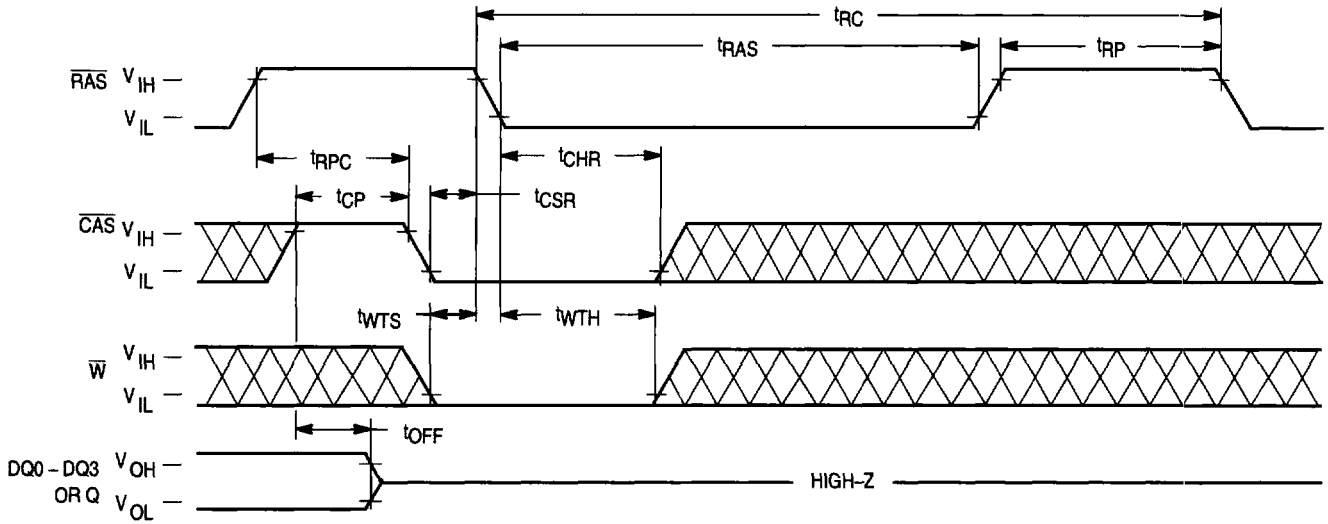 tRC
tRAS
tRP
RAS VIH
VIL
tRPC
tCHR
tCP
tCSR
CAS VIH
VIL
tWTS
tWTH
W VIH
VIL
tOFF
DQ0 – DQ3 VOH
OR Q
HIGH–Z
VOL